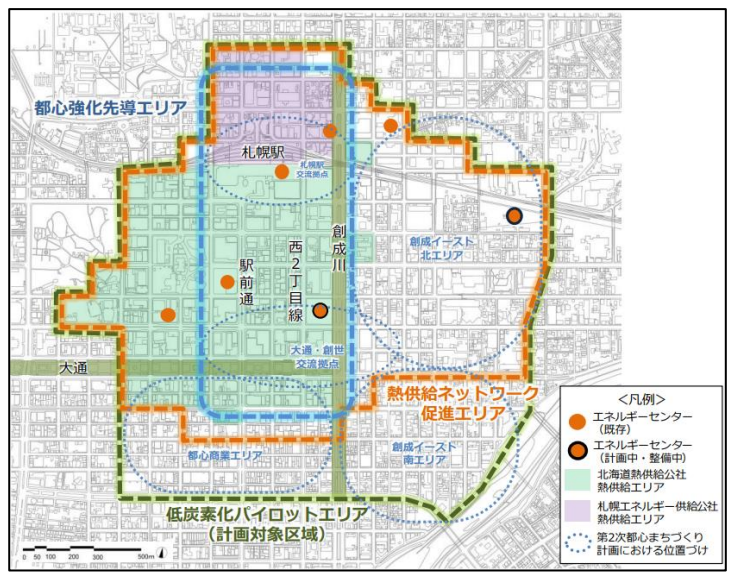 都心強化先導エリア
札幌駅
札幌駅
交流拠点
創成川
西2丁目線
駅前通
創成イースト
北エリア
大通・創世
交流拠点
大通
熱供給ネットワーク
促進エリア
都心商業エリア
創成イースト
南エリア
低炭素化パイロットエリア
（計画対象区域）
＜凡例＞
エネルギーセンター
（既存）
エネルギーセンター
（計画中・整備中）
北海道熱供給公社
熱供給エリア
札幌エネルギー供給公社
熱供給エリア
第2次都心まちづくり
計画における位置づけ
0 50 100 200 300 500m